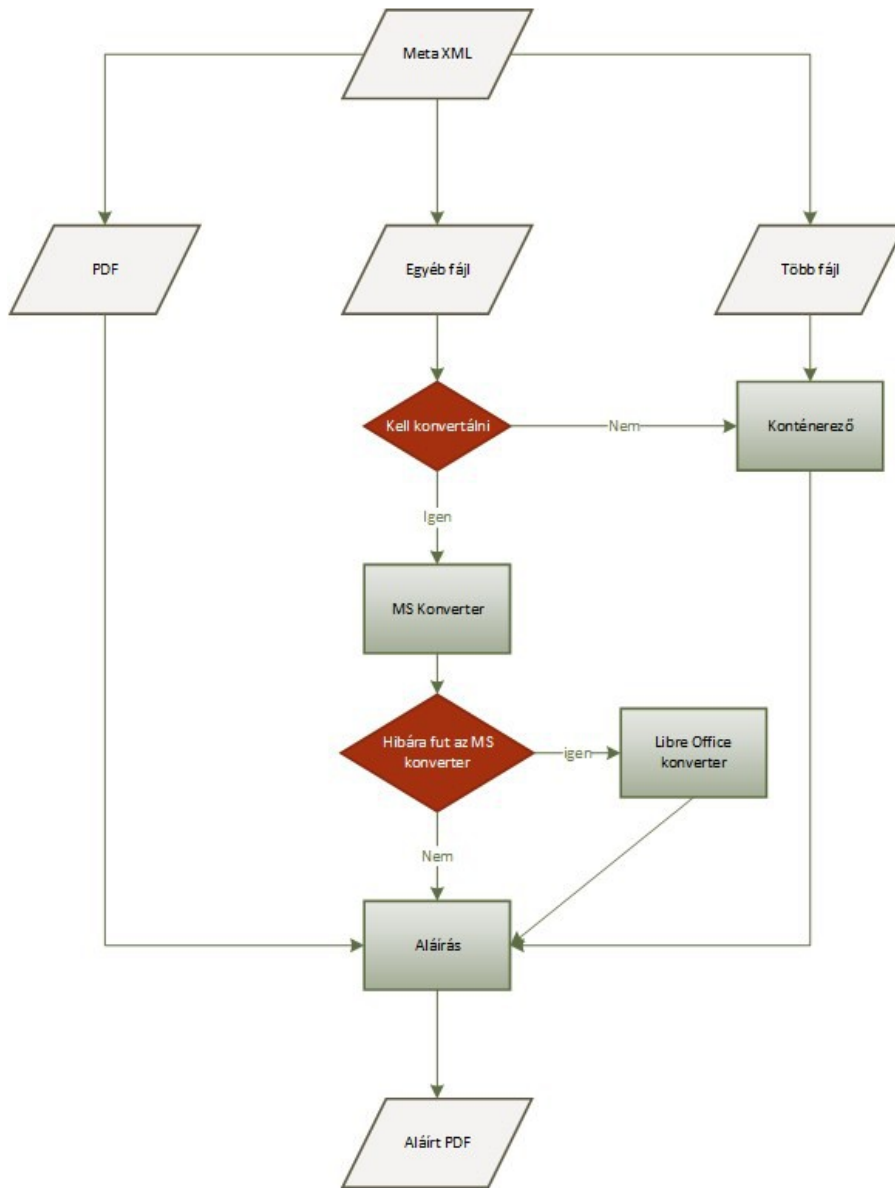 Meta XML
PDF
Egyéb fájl
Több fájl
Kell konvertálni
Nem
Konténerező
Igen
MS Konverter
Hibára fut az MS
konverter
igen
Libre Office
konverter
Nem
Aláírás
Aláírt PDF